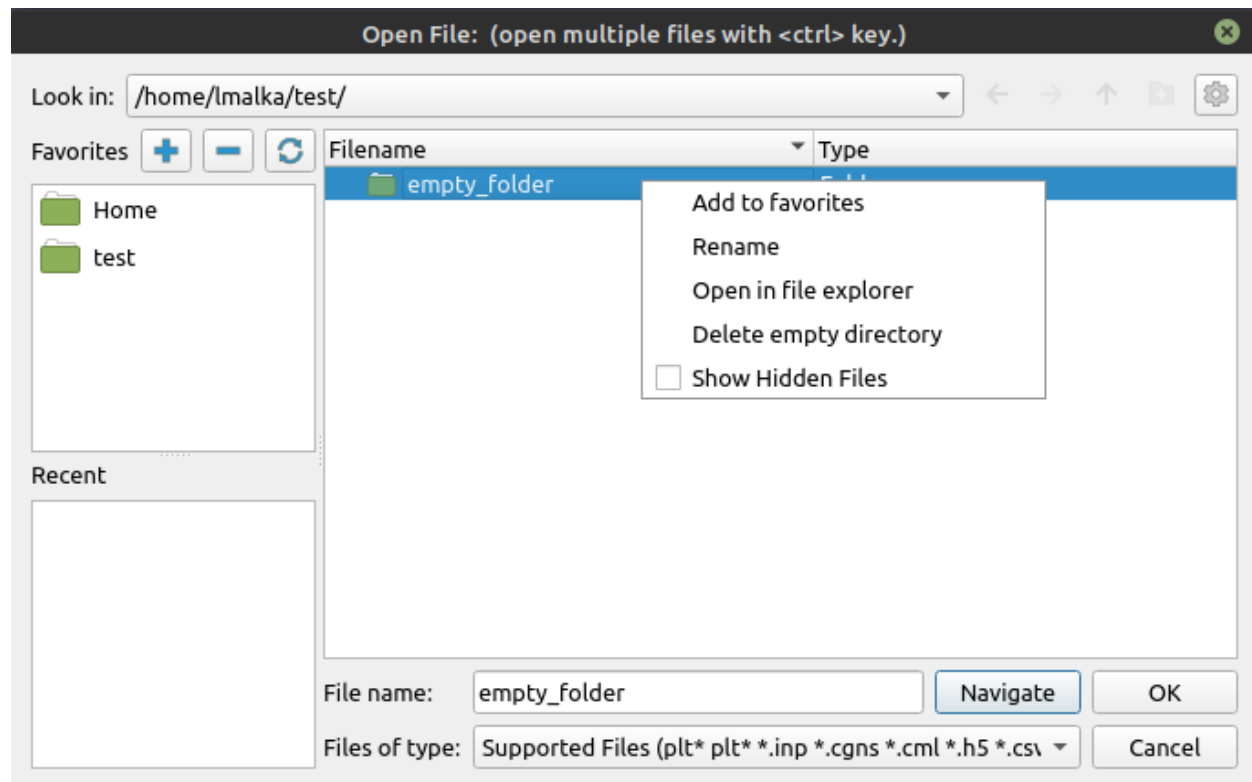 Open File:  (open multiple files with <ctrl> key.)
Look in: /home/lmalka/test/
Favorites
Home
test
Recent
Filename Type
empty_folder
Add to favorites
Rename
Open in file explorer
Delete empty directory
Show Hidden Files
File name: empty_folder Navigate OK
Files of type: Supported Files (plt* plt* *.inp *.cgns *.cml *.h5 *.csv Cancel